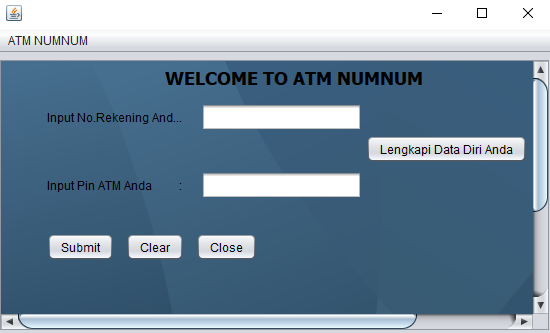 ATM NUMNUM
WELCOME TO ATM NUMNUM
Input No.Rekening And...
Lengkapi Data Diri Anda
Input Pin ATM Anda :
Submit Clear Close